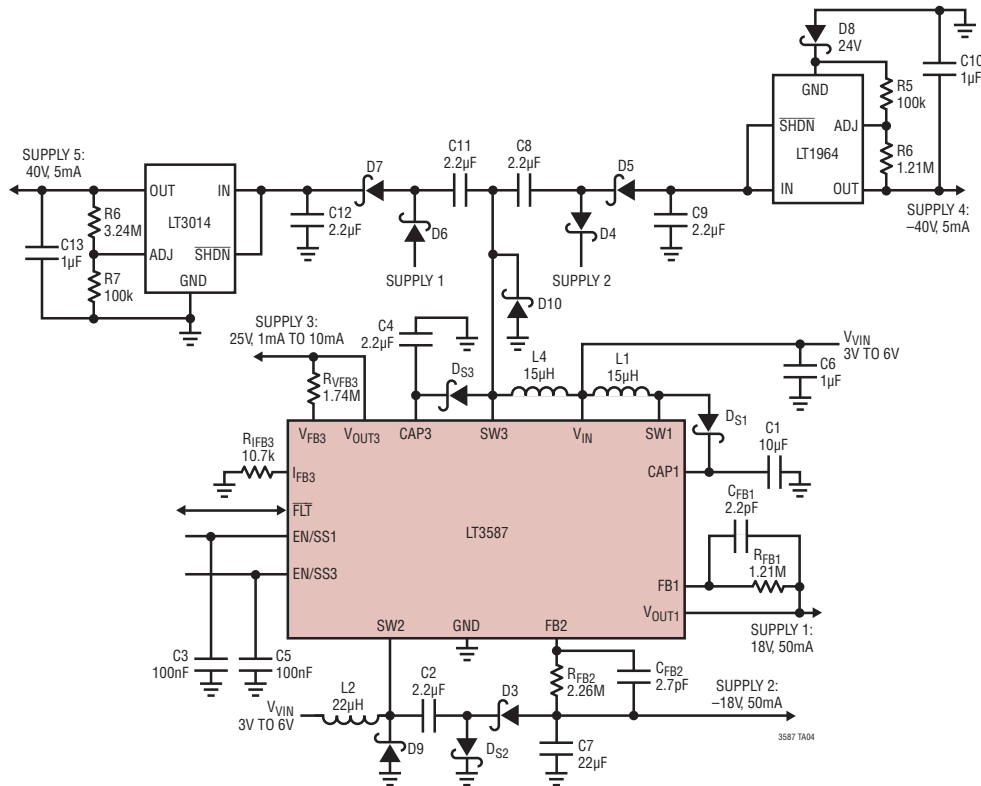 D8
24V
C10
1µF
GND
R5
100k
SHDN
ADJ
LT1964
R6
1.21M
IN
OUT
SUPPLY 4:
–40V, 5mA
SUPPLY 5:
40V, 5mA
OUT
IN
LT3014
R6
3.24M
C13
1µF
ADJ
SHDN
R7
100k
GND
C12
2.2µF
D7
C11
2.2µF
C8
2.2µF
D5
D6
D4
C9
2.2µF
SUPPLY 1
SUPPLY 2
D10
SUPPLY 3:
25V, 1mA TO 10mA
C4
2.2µF
RVFB3
1.74M
DS3
L4
15µH
L1
15µH
VVIN
3V TO 6V
C6
1µF
DS1
C1
10µF
VFB3
VOUT3
CAP3
SW3
VIN
SW1
CAP1
RIFB3
10.7k
IFB3
FLT
LT3587
EN/SS1
EN/SS3
CFB1
2.2pF
RFB1
1.21M
FB1
VOUT1
SUPPLY 1:
18V, 50mA
SW2
GND
FB2
C3
100nF
C5
100nF
L2
22µH
C2
2.2µF
D3
RFB2
2.26M
CFB2
2.7pF
SUPPLY 2:
–18V, 50mA
VVIN
3V TO 6V
D9
DS2
C7
22µF
3587 TA04